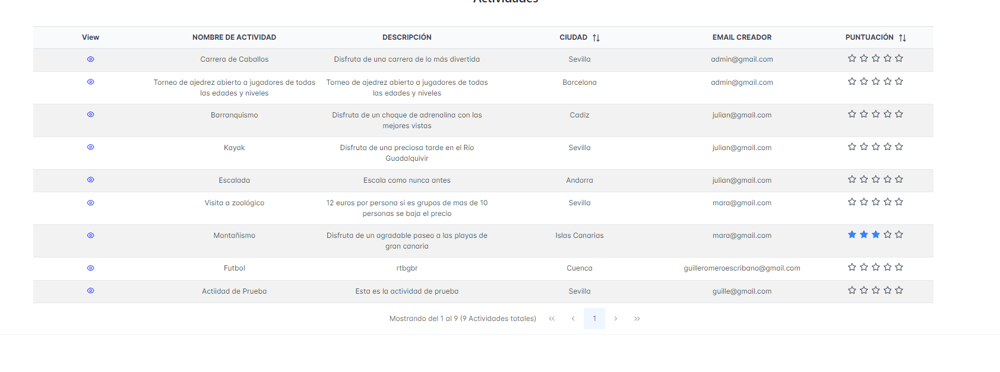 Actividades
View NOMBRE DE ACTIVIDAD DESCRIPCIÓN CIUDAD EMAIL CREADOR PUNTUACIÓN
Carrera de Caballos Disfruta de una carrera de lo más divertida Sevilla admin@gmail.com
Torneo de ajedrez abierto a jugadores de todas Torneo de ajedrez abierto a jugadores de todas Barcelona admin@gmail.com
las edades y niveles las edades y niveles
Barranquismo Disfruta de un choque de adrenalina con las Cadiz julian@gmail.com
mejores vistas
Kayak Disfruta de una preciosa tarde en el Río Sevilla julian@gmail.com
Guadalquivir
Escalada Escala como nunca antes Andorra julian@gmail.com
Visita a zoológico 12 euros por persona si es grupos de mas de 10 Sevilla mara@gmail.com
personas se baja el precio
Montañismo Disfruta de un agradable paseo a las playas de Islas Canarias mara@gmail.com
gran canaria
Futbol rtbgbr Cuenca guilleromeroescribano@gmail.com
Actiidad de Prueba Esta es la actividad de prueba Sevilla guille@gmail.com
Mostrando del 1 al 9 (9 Actividades totales) « ‹ 1 › »